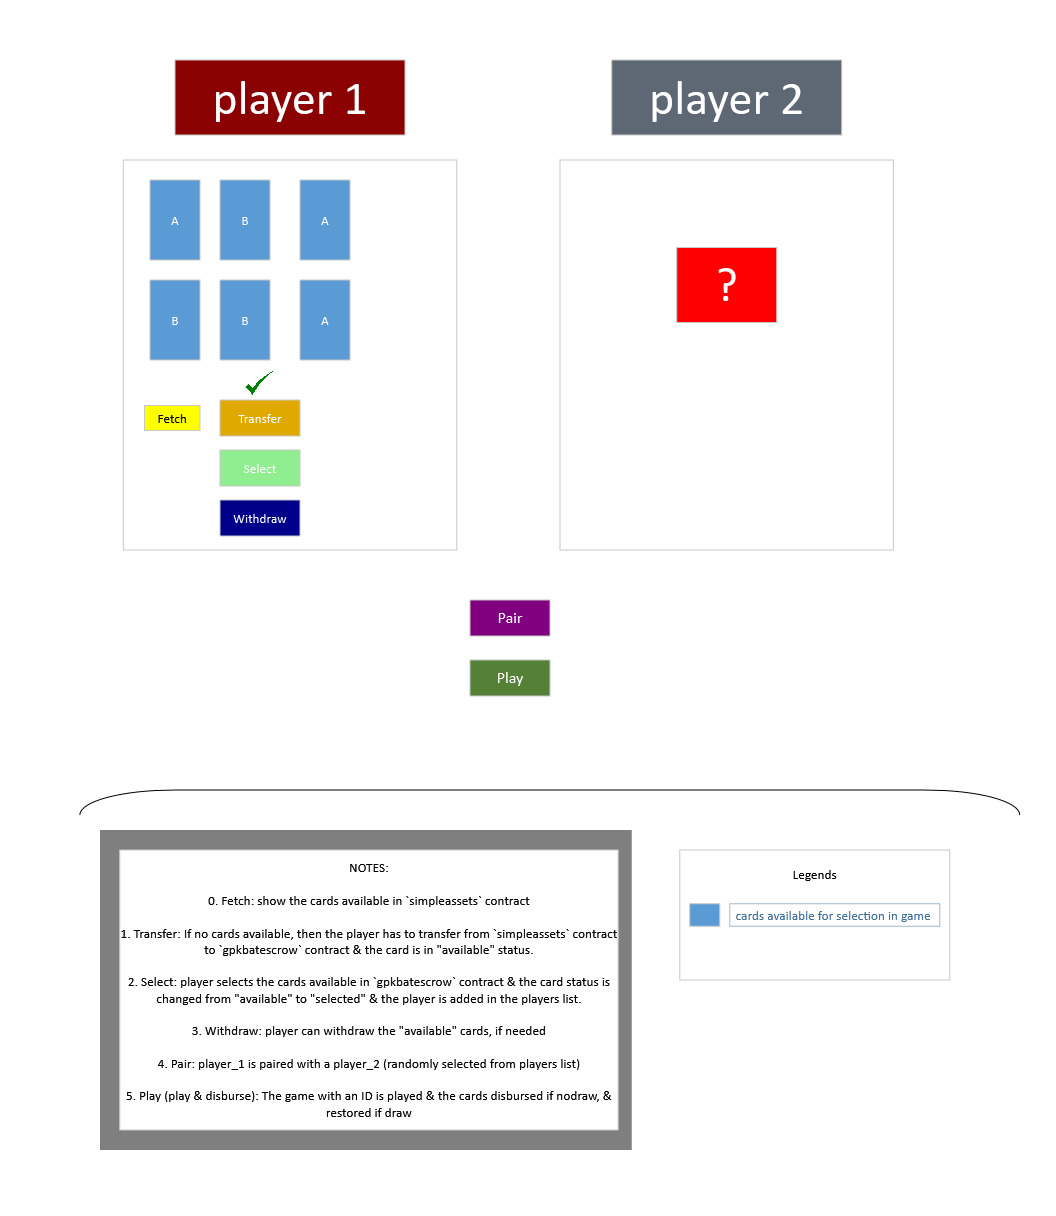 player 1
player 2
A
B
A
B
B
A
?
Fetch
Transfer
Select
Withdraw
Pair
Play
NOTES:
0. Fetch: show the cards available in `simpleassets` contract
1. Transfer: If no cards available, then the player has to transfer from `simpleassets` contract
to `gpkbatescrow` contract & the card is in "available" status.
2. Select: player selects the cards available in `gpkbatescrow` contract & the card status is
changed from "available" to "selected" & the player is added in the players list.
3. Withdraw: player can withdraw the "available" cards, if needed
4. Pair: player_1 is paired with a player_2 (randomly selected from players list)
5. Play (play & disburse): The game with an ID is played & the cards disbursed if nodraw, &
restored if draw
Legends
cards available for selection in game